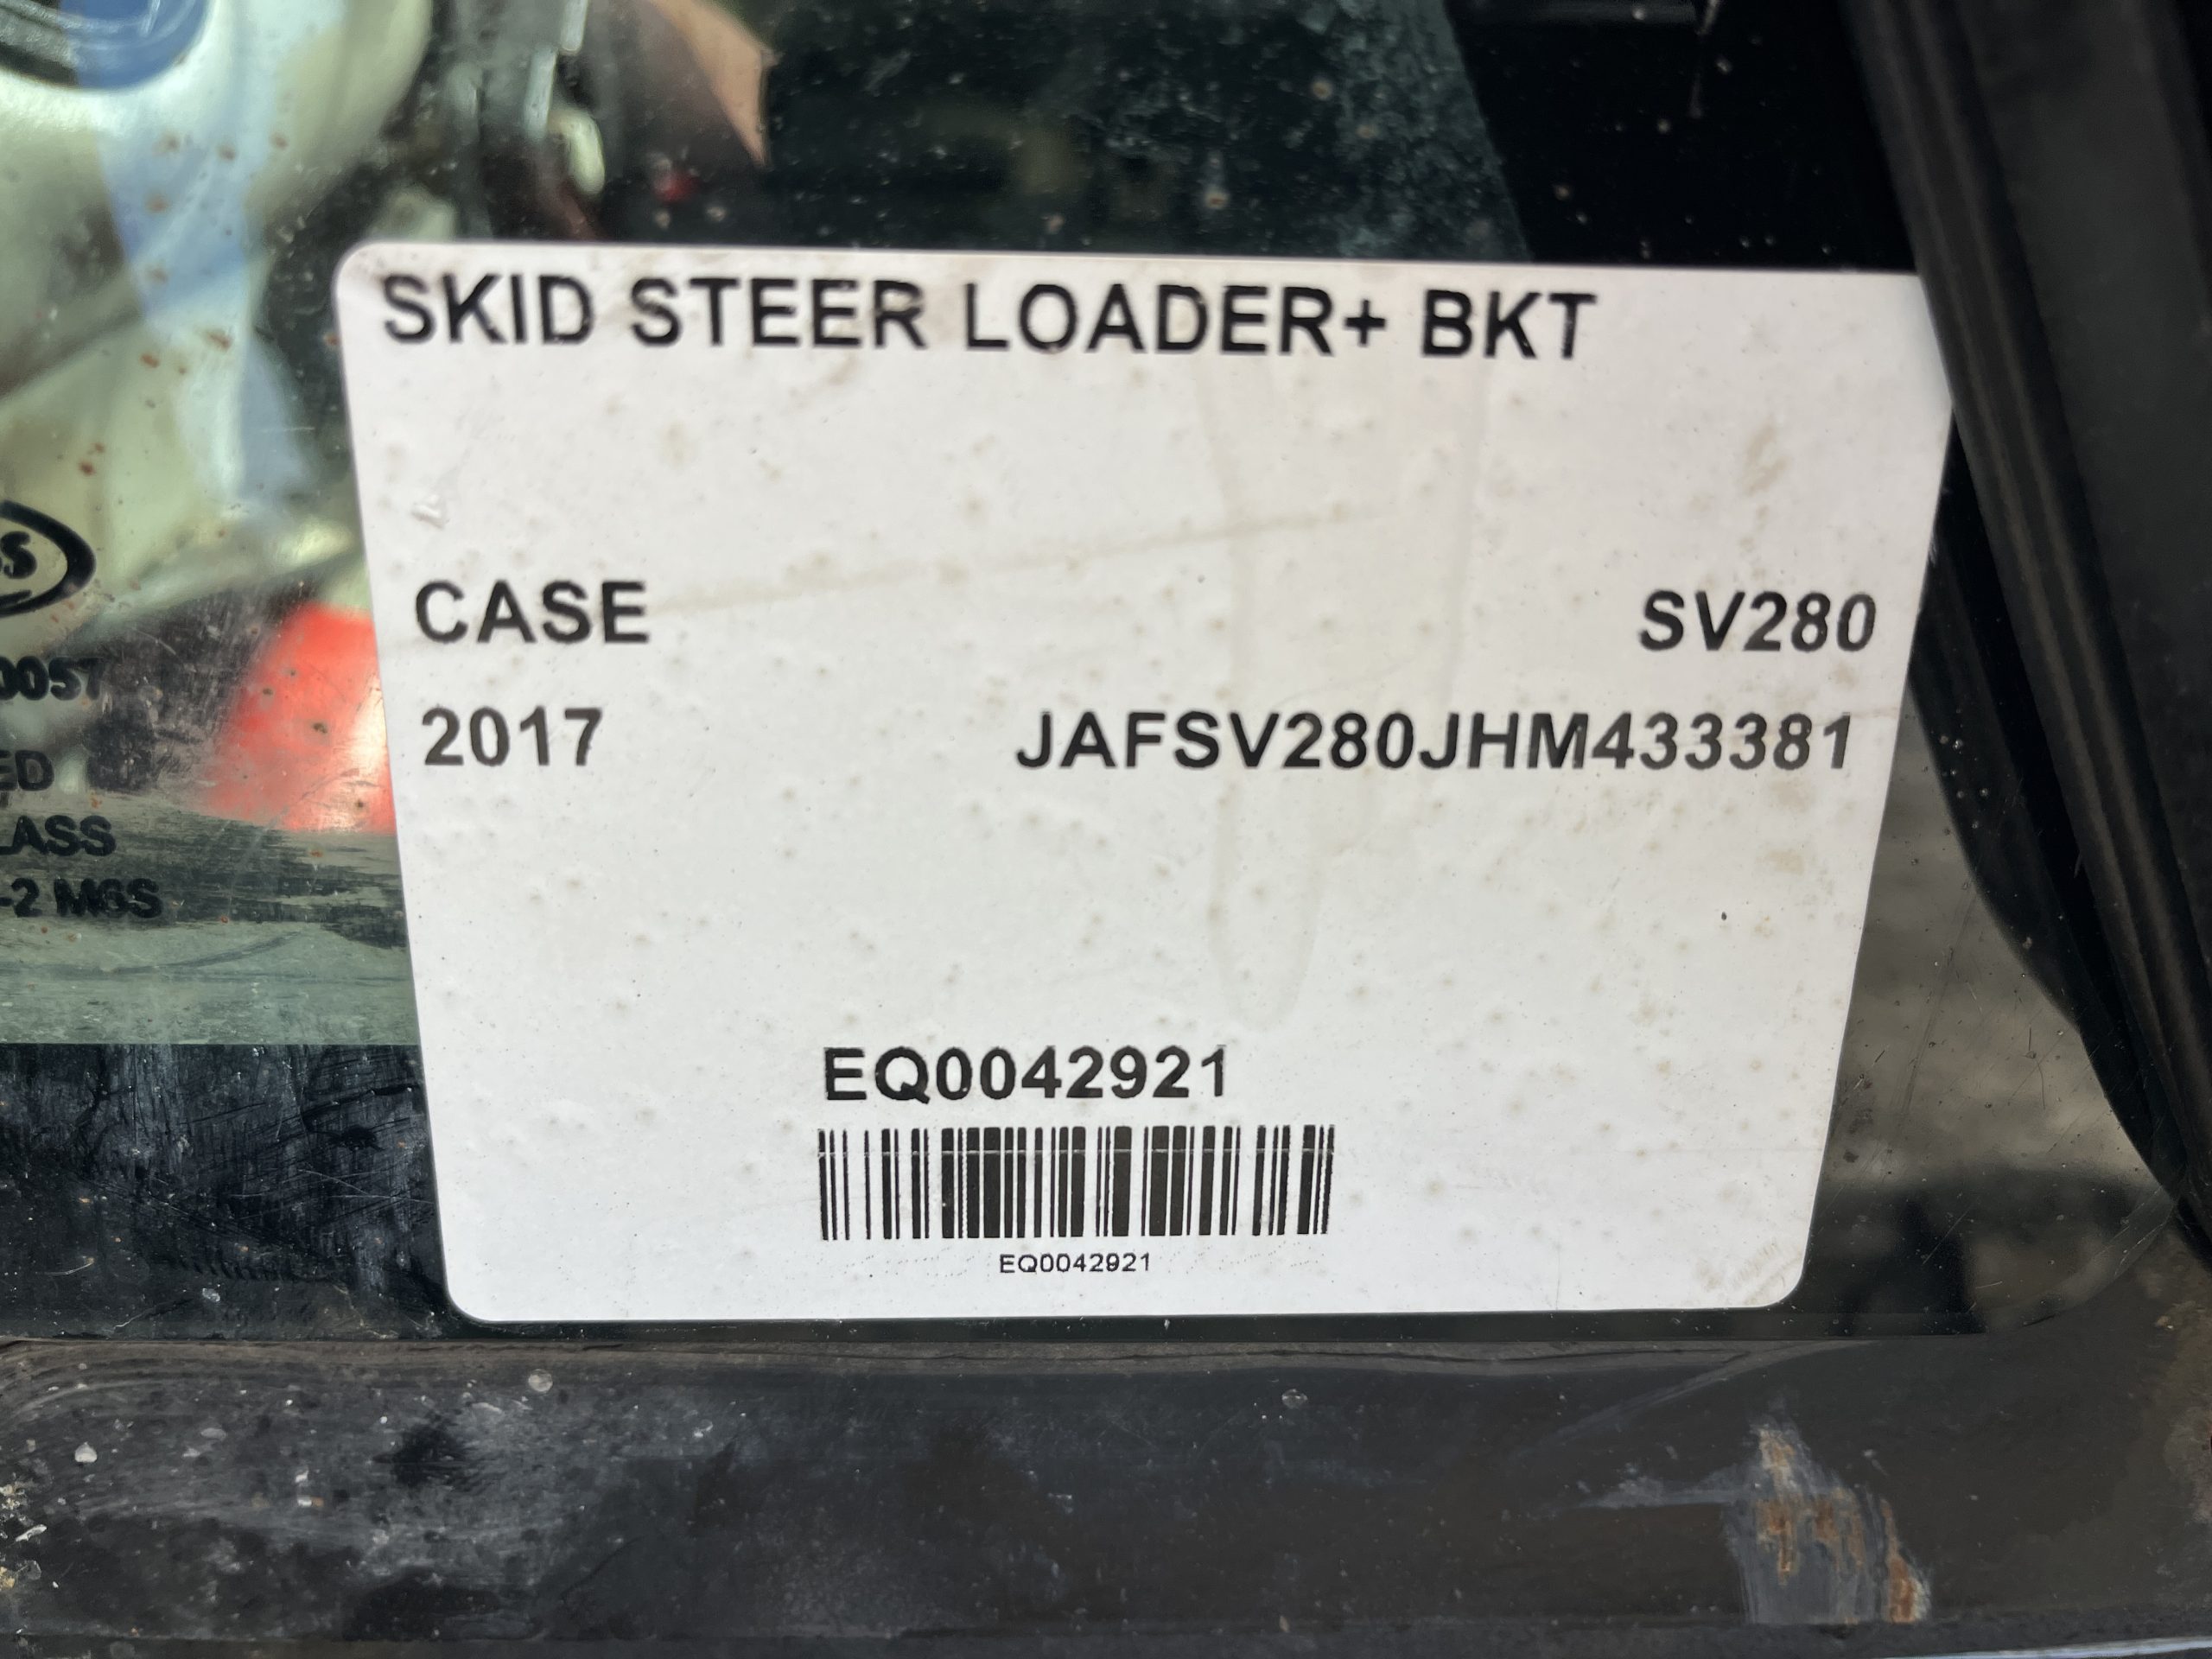 SKID STEER LOADER+ BKT
CASE SV280
2017 JAFSV280JHM433381
EQ0042921
EQ0042921